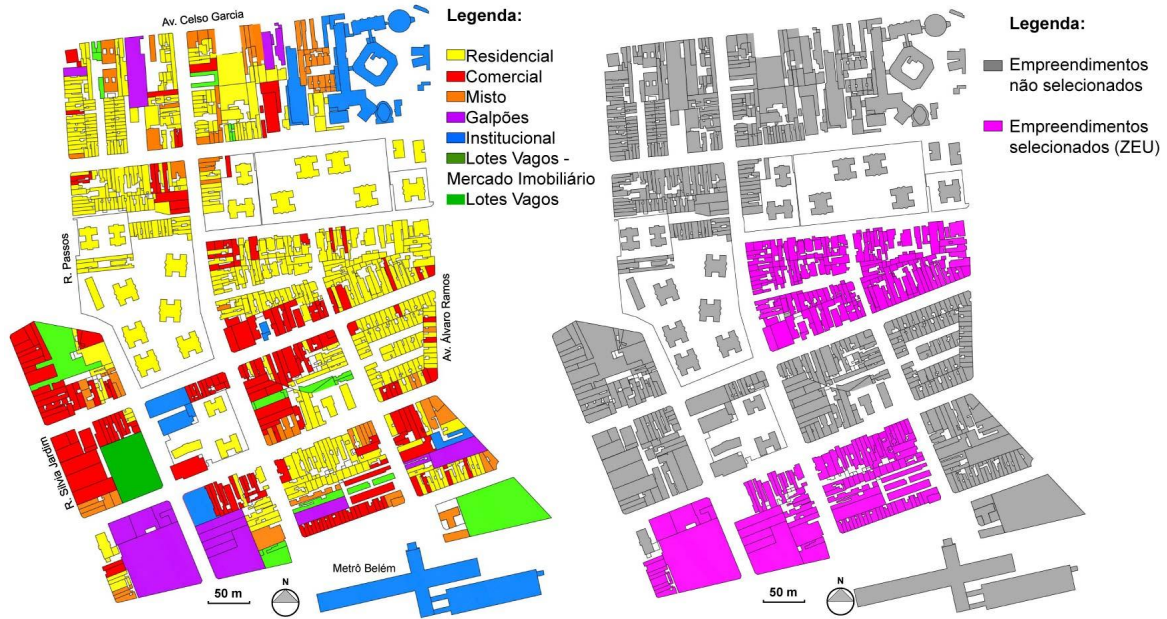 Av. Celso Garcia
Legenda:
Residencial
Comercial
Misto
Galpões
Institucional
Lotes Vagos -
Mercado Imobiliário
Lotes Vagos
R. Passos
Av. Álvaro Ramos
R. Silvia Jardim
Metrô Belém
50 m
N
Legenda:
Empreendimentos
não selecionados
Empreendimentos
selecionados (ZEU)
50 m
N